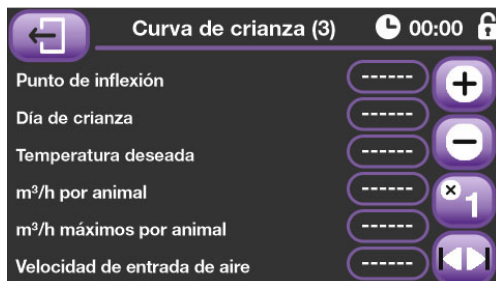 Curva de crianza (3) 00:00
Punto de inflexión ------
Día de crianza ------
Temperatura deseada ------
m³/h por animal ------
×1
m³/h máximos por animal ------
Velocidad de entrada de aire ------